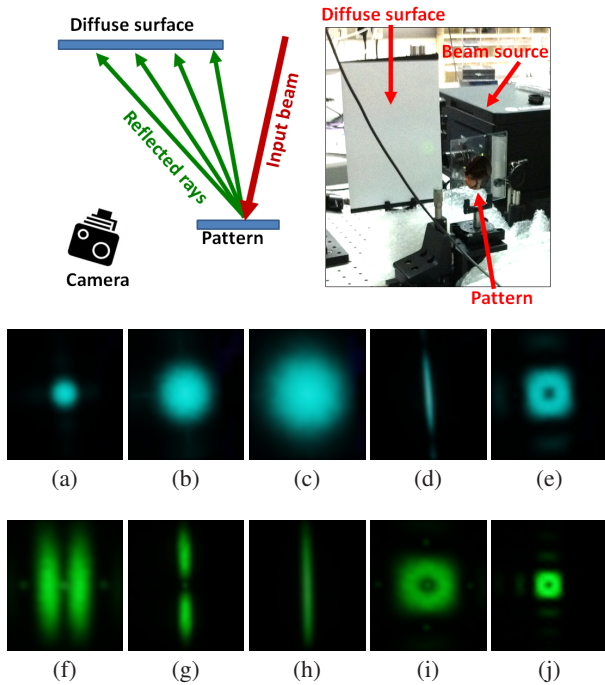 Diffuse surface
Input beam
Reflected rays
Pattern
Camera
Diffuse surface
Beam source
Pattern
(a) (b) (c) (d) (e)
(f) (g) (h) (i) (j)